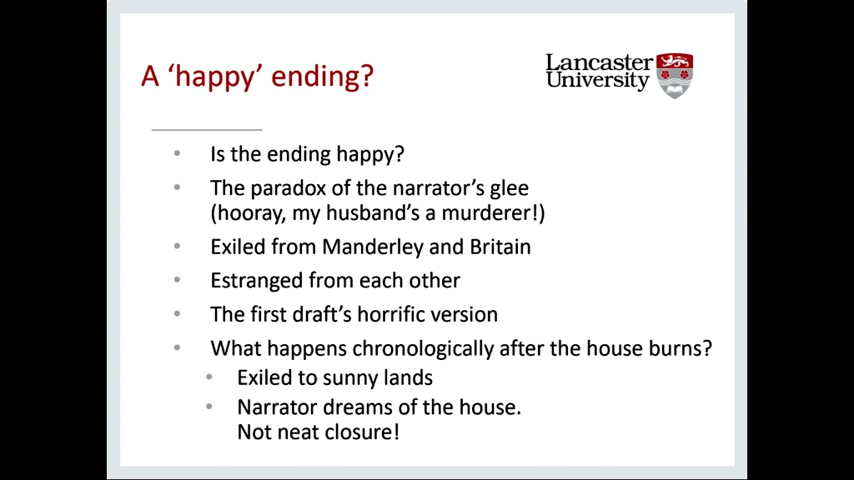 A ‘happy’ ending?
Lancaster
University
• Is the ending happy?
• The paradox of the narrator’s glee
(hooray, my husband’s a murderer!)
• Exiled from Manderley and Britain
• Estranged from each other
• The first draft’s horrific version
• What happens chronologically after the house burns?
• Exiled to sunny lands
• Narrator dreams of the house.
Not neat closure!